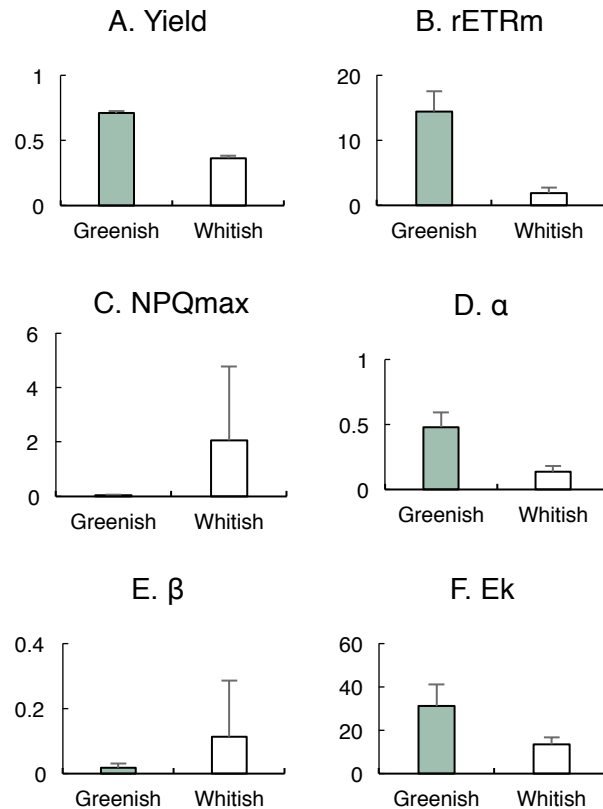 A. Yield
1
0.5
0
Greenish Whitish
B. rETRm
20
10
0
Greenish Whitish
C. NPQmax
6
4
2
0
Greenish Whitish
D. α
1
0.5
0
Greenish Whitish
E. β
0.4
0.2
0
Greenish Whitish
F. Ek
60
40
20
0
Greenish Whitish